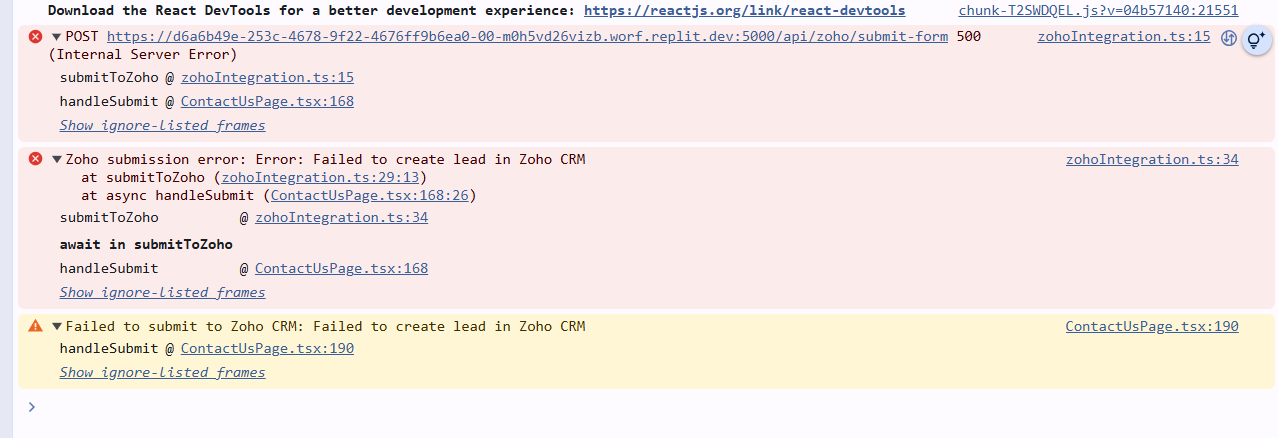 Download the React DevTools for a better development experience: https://reactjs.org/link/react-devtools chunk-T2SWDQEL.js?v=04b57140:21551
POST https://d6a6b49e-253c-4678-9f22-4676ff9b6ea0-00-m0h5vd26vizb.worf.replit.dev:5000/api/zoho/submit-form 500 zohoIntegration.ts:15
(Internal Server Error)
submitToZoho @ zohoIntegration.ts:15
handleSubmit @ ContactUsPage.tsx:168
Show ignore-listed frames
Zoho submission error: Error: Failed to create lead in Zoho CRM zohoIntegration.ts:34
at submitToZoho (zohoIntegration.ts:29:13)
at async handleSubmit (ContactUsPage.tsx:168:26)
submitToZoho @ zohoIntegration.ts:34
await in submitToZoho
handleSubmit @ ContactUsPage.tsx:168
Show ignore-listed frames
Failed to submit to Zoho CRM: Failed to create lead in Zoho CRM ContactUsPage.tsx:190
handleSubmit @ ContactUsPage.tsx:190
Show ignore-listed frames